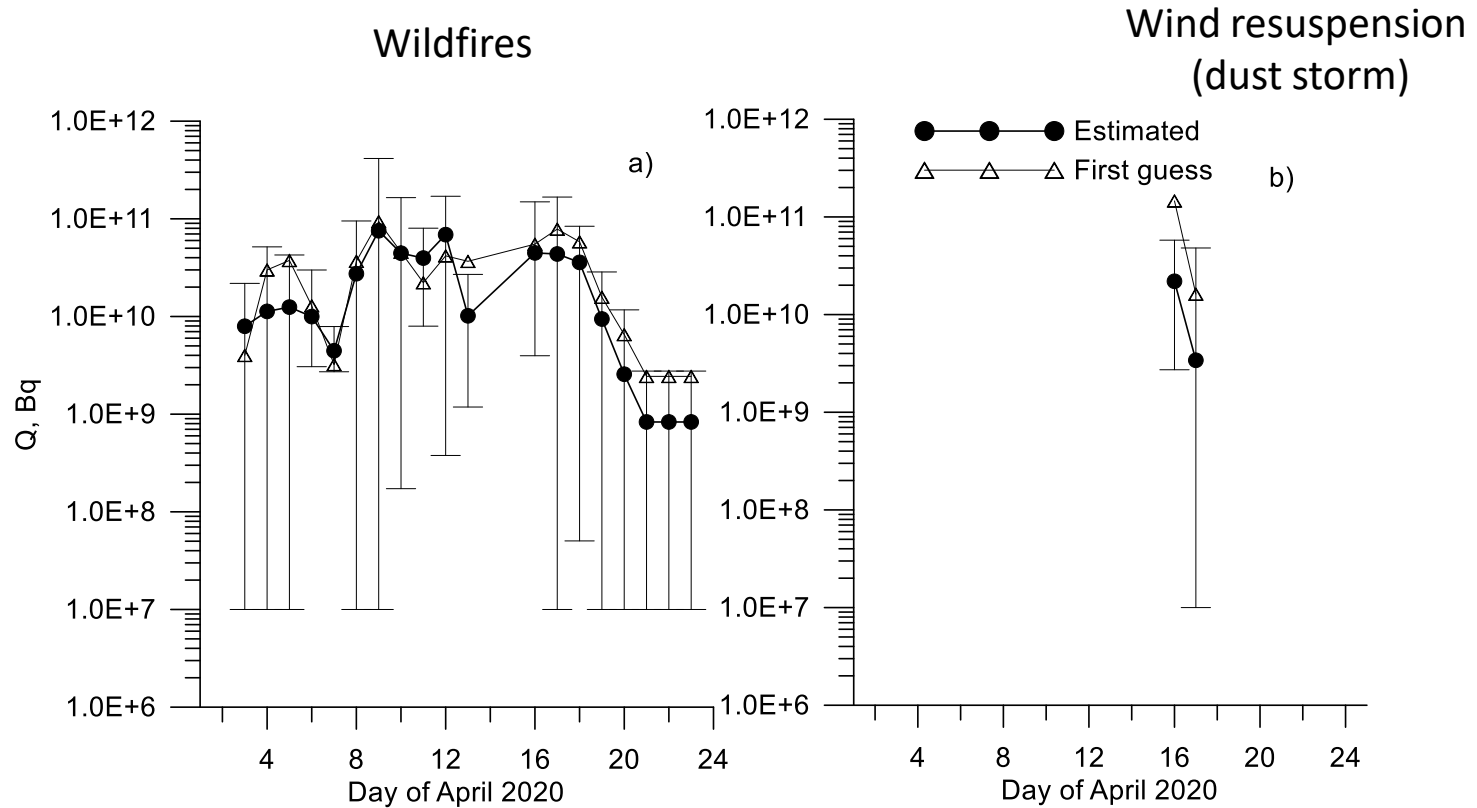 Wildfires
Wind resuspension
(dust storm)
1.0E+12
1.0E+11
1.0E+10
1.0E+9
1.0E+8
1.0E+7
1.0E+6
Q, Bq
a)
4 8 12 16 20 24
Day of April 2020
1.0E+12
1.0E+11
1.0E+10
1.0E+9
1.0E+8
1.0E+7
1.0E+6
Estimated
First guess
b)
4 8 12 16 20 24
Day of April 2020